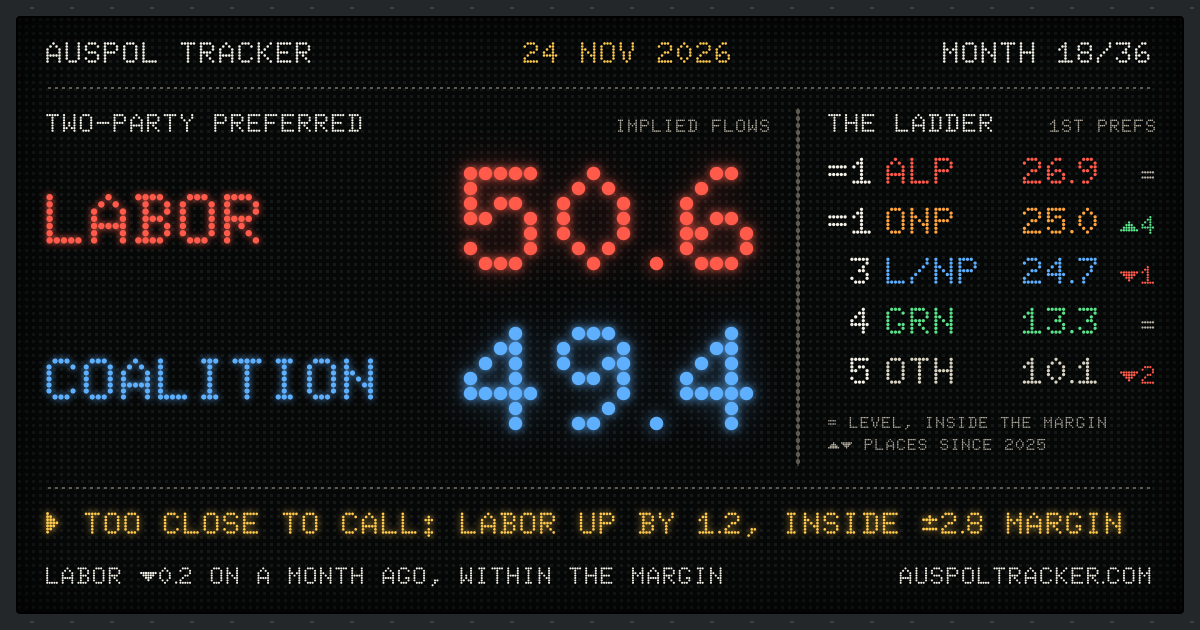 AUSPOL TRACKER 24 NOV 2026 MONTH 18/36
TWO-PARTY PREFERRED IMPLIED FLOWS
LABOR 50.6
COALITION 49.4
THE LADDER 1ST PREFS
=1 ALP 26.9 =
=1 ONP 25.0 ▲4
3 L/NP 24.7 ▼1
4 GRN 13.3 =
5 OTH 10.1 ▼2
= LEVEL, INSIDE THE MARGIN
▲▼ PLACES SINCE 2025
▶ TOO CLOSE TO CALL: LABOR UP BY 1.2, INSIDE ±2.8 MARGIN
LABOR ▼0.2 ON A MONTH AGO, WITHIN THE MARGIN
AUSPOLTRACKER.COM